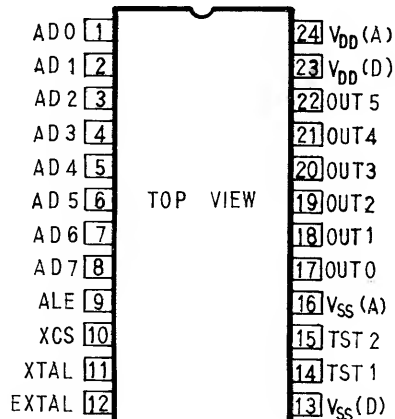 AD0 1 24 VDD(A)
AD1 2 23 VDD(D)
AD2 3 22 OUT5
AD3 4 21 OUT4
AD4 5 20 OUT3
AD5 6 TOP VIEW 19 OUT2
AD6 7 18 OUT1
AD7 8 17 OUT0
ALE 9 16 VSS(A)
XCS 10 15 TST2
XTAL 11 14 TST1
EXTAL 12 13 VSS(D)